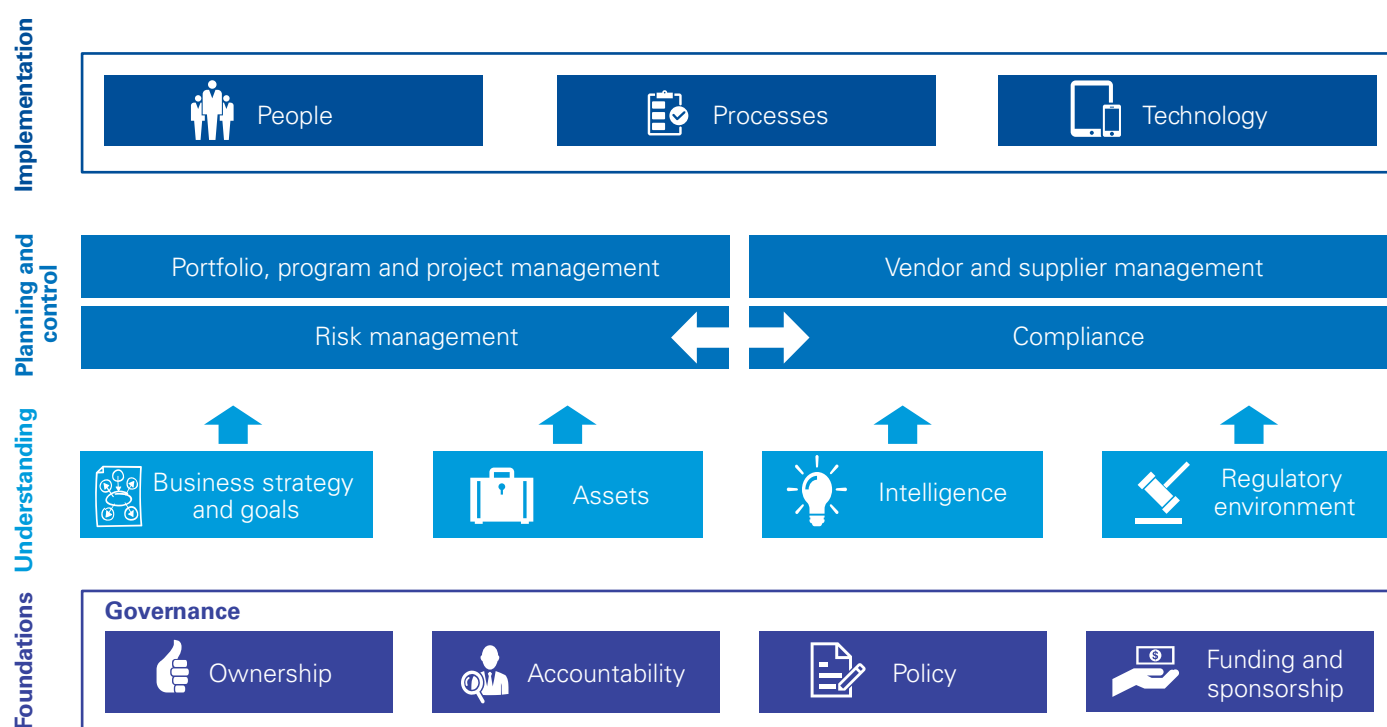 Implementation
People
Processes
Technology
Planning and
control
Portfolio, program and project management
Vendor and supplier management
Risk management
Compliance
Understanding
Business strategy
and goals
Assets
Intelligence
Regulatory
environment
Foundations
Governance
Ownership
Accountability
Policy
$
Funding and
sponsorship